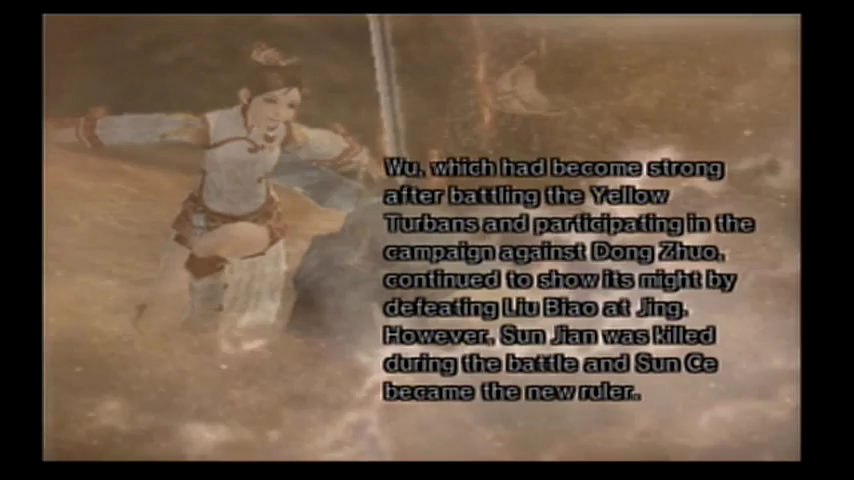 Wu, which had become strong
after battling the Yellow
Turbans and participating in the
campaign against Dong Zhuo,
continued to show its might by
defeating Liu Biao at Jing.
However, Sun Jian was killed
during the battle and Sun Ce
became the new ruler.